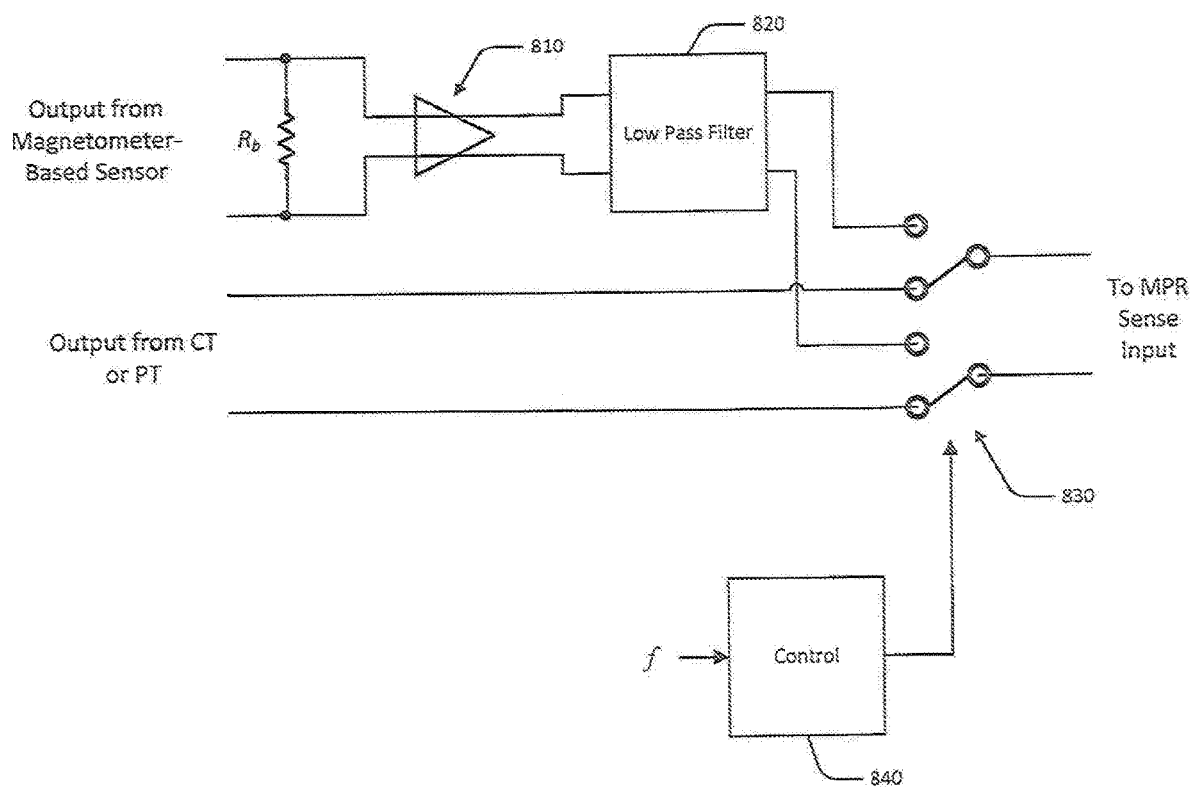 820
810
Output from
Magnetometer-
Based Sensor
Rb
Low Pass Filter
Output from CT
or PT
To MPR
Sense
Input
830
f
Control
840